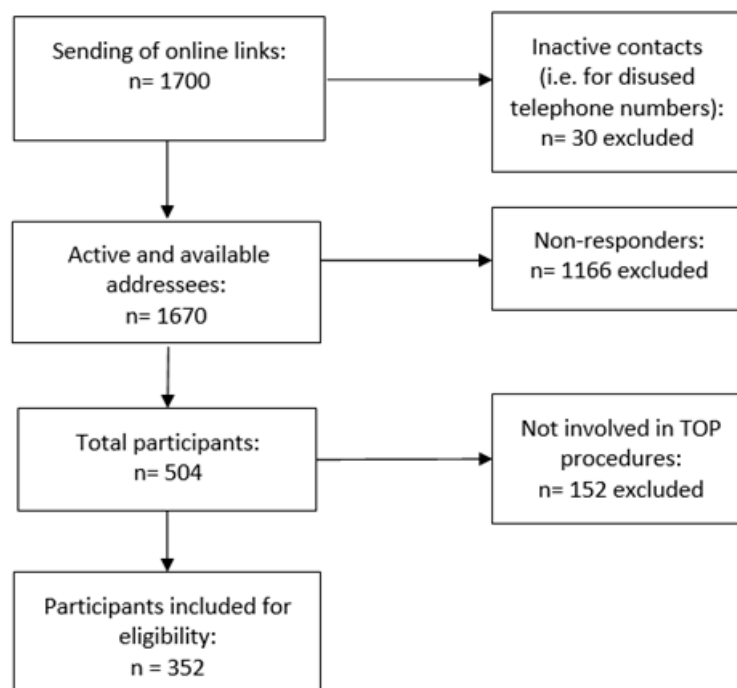 Sending of online links:
n= 1700
Inactive contacts
(i.e. for disused
telephone numbers):
n= 30 excluded
Active and available
addressees:
n= 1670
Non-responders:
n= 1166 excluded
Total participants:
n= 504
Not involved in TOP
procedures:
n= 152 excluded
Participants included for
eligibility:
n = 352